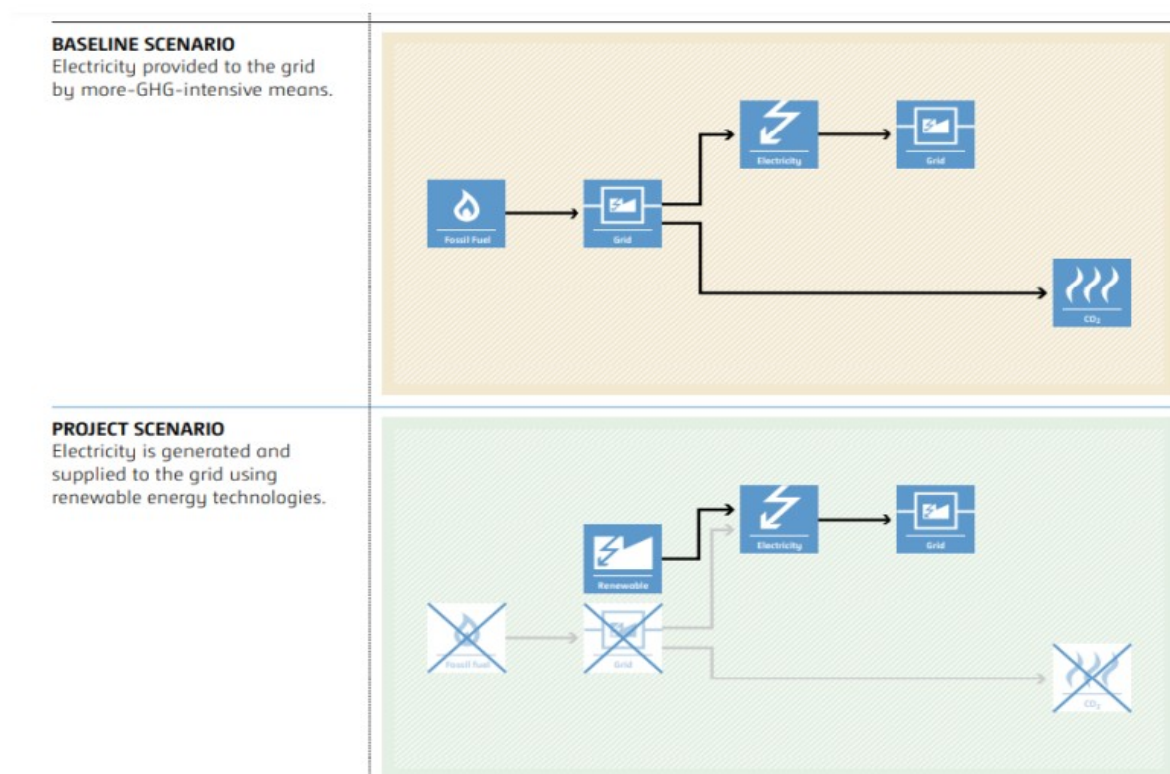 BASELINE SCENARIO
Electricity provided to the grid
by more-GHG-intensive means.
Electricity
Grid
Fossil Fuel
Grid
CO₂
PROJECT SCENARIO
Electricity is generated and
supplied to the grid using
renewable energy technologies.
Electricity
Grid
Renewable
Fossil Fuel
Grid
CO₂